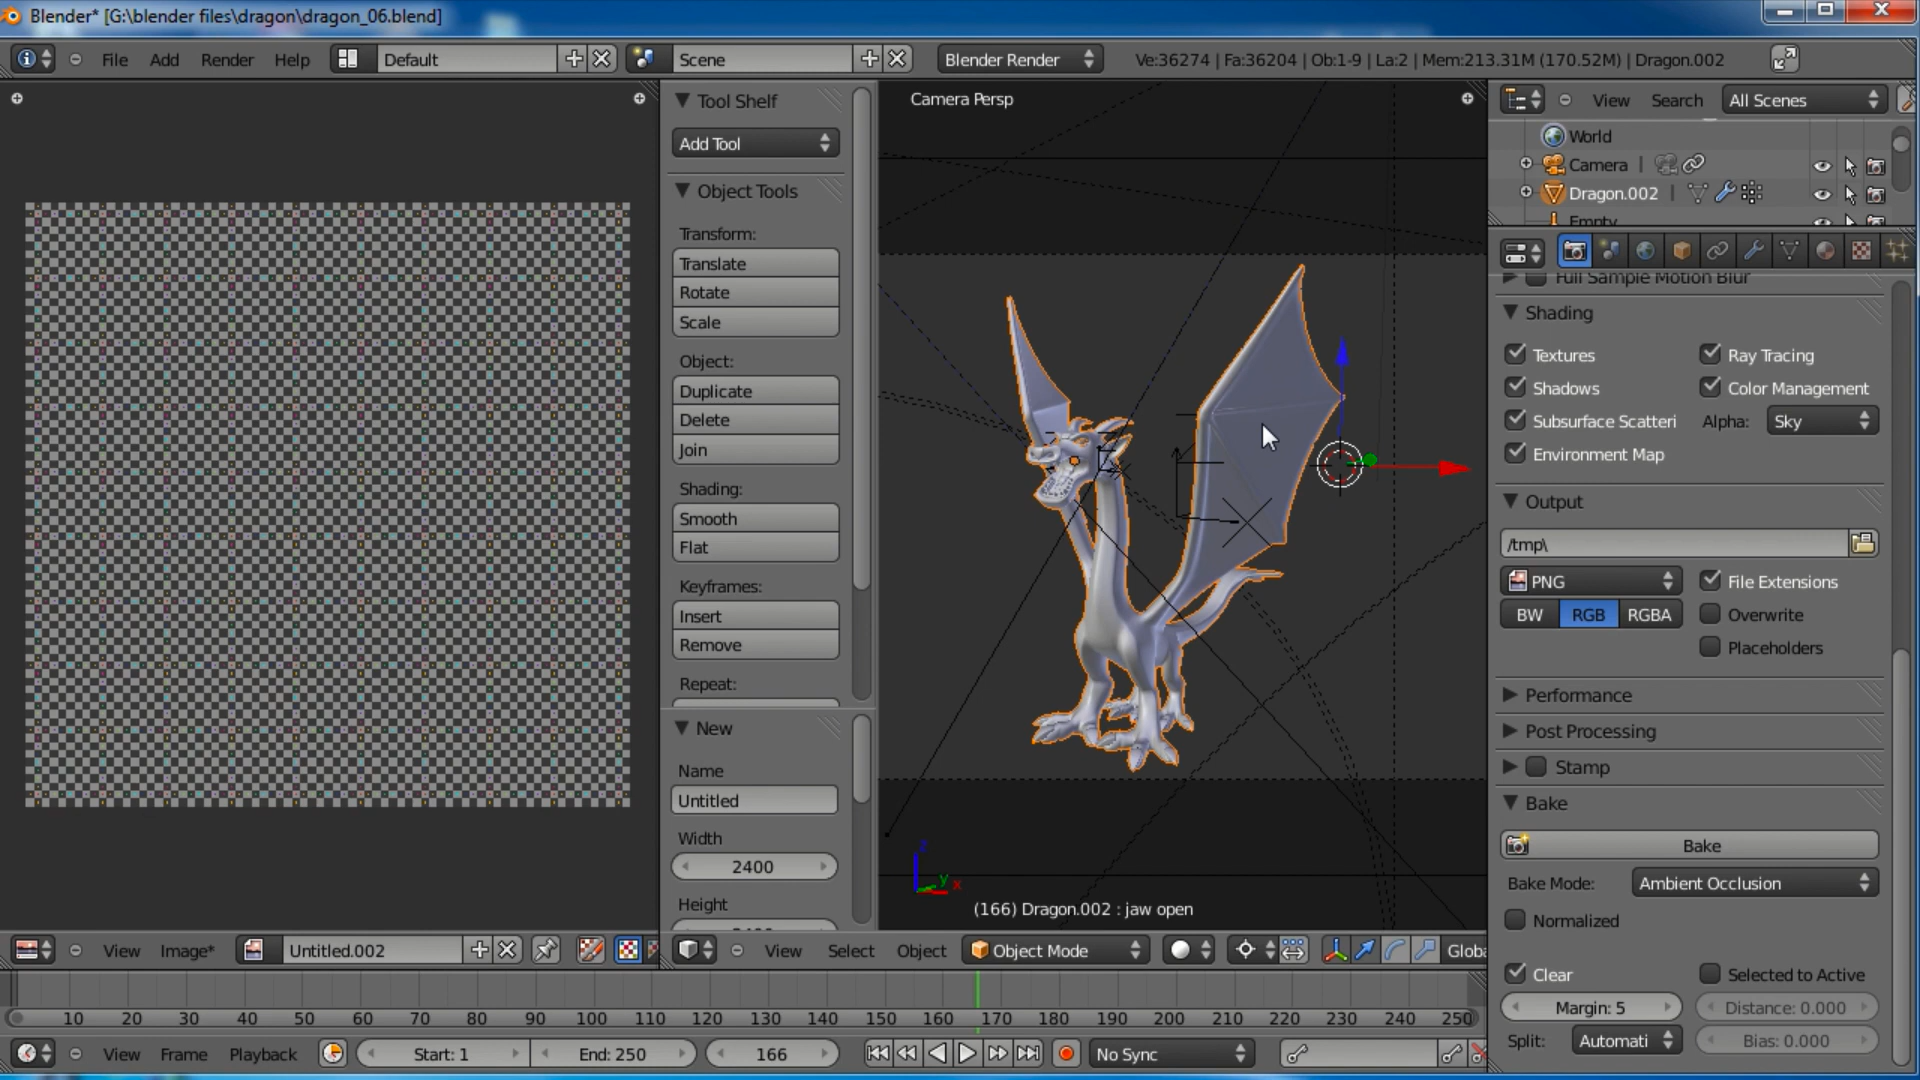 Blender* [G:\blender files\dragon\dragon_06.blend]
File Add Render Help Default Scene Blender Render Ve:36274 | Fa:36204 | Ob:1-9 | La:2 | Mem:213.31M (170.52M) | Dragon.002
Tool Shelf
Add Tool
Object Tools
Transform:
Translate
Rotate
Scale
Object:
Duplicate
Delete
Join
Shading:
Smooth
Flat
Keyframes:
Insert
Remove
Repeat:
New
Name
Untitled
Width
2400
Height
Camera Persp
z
y
x
(166) Dragon.002 : jaw open
View Search All Scenes
World
Camera
Dragon.002
Empty
Full Sample Motion Blur
Shading
Textures Ray Tracing
Shadows Color Management
Subsurface Scatteri Alpha: Sky
Environment Map
Output
/tmp\
PNG File Extensions
BW RGB RGBA Overwrite
Placeholders
Performance
Post Processing
Stamp
Bake
Bake
Bake Mode: Ambient Occlusion
Normalized
Clear Selected to Active
Margin: 5 Distance: 0.000
Split: Automati Bias: 0.000
View Image* Untitled.002
View Select Object Object Mode Globa
10 20 30 40 50 60 70 80 90 100 110 120 130 140 150 160 170 180 190 200 210 220 230 240 250
View Frame Playback Start: 1 End: 250 166 No Sync